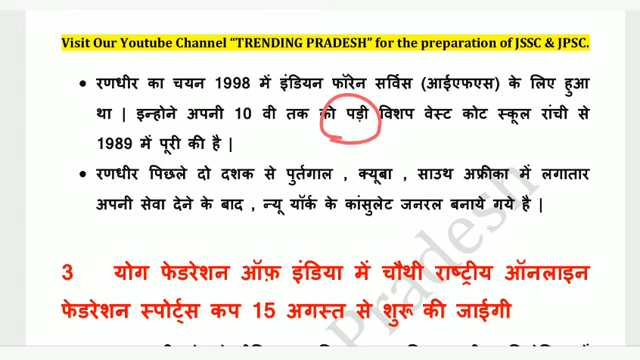 Visit Our Youtube Channel “TRENDING PRADESH” for the preparation of JSSC & JPSC.
• रणधीर का चयन 1998 में इंडियन फॉरेन सर्विस (आईएफएस) के लिए हुआ
था | इन्होने अपनी 10 वी तक की पड़ी विशप वेस्ट कोट स्कूल रांची से
1989 में पूरी की है |
• रणधीर पिछले दो दशक से पुर्तगाल , क्यूबा , साउथ अफ्रीका में लगातार
अपनी सेवा देने के बाद , न्यू यॉर्क के कांसुलेट जनरल बनाये गये है |
3 योग फेडरेशन ऑफ़ इंडिया में चौथी राष्ट्रीय ऑनलाइन
फेडरेशन स्पोर्ट्स कप 15 अगस्त से शुरू की जाईगी
Pradesh